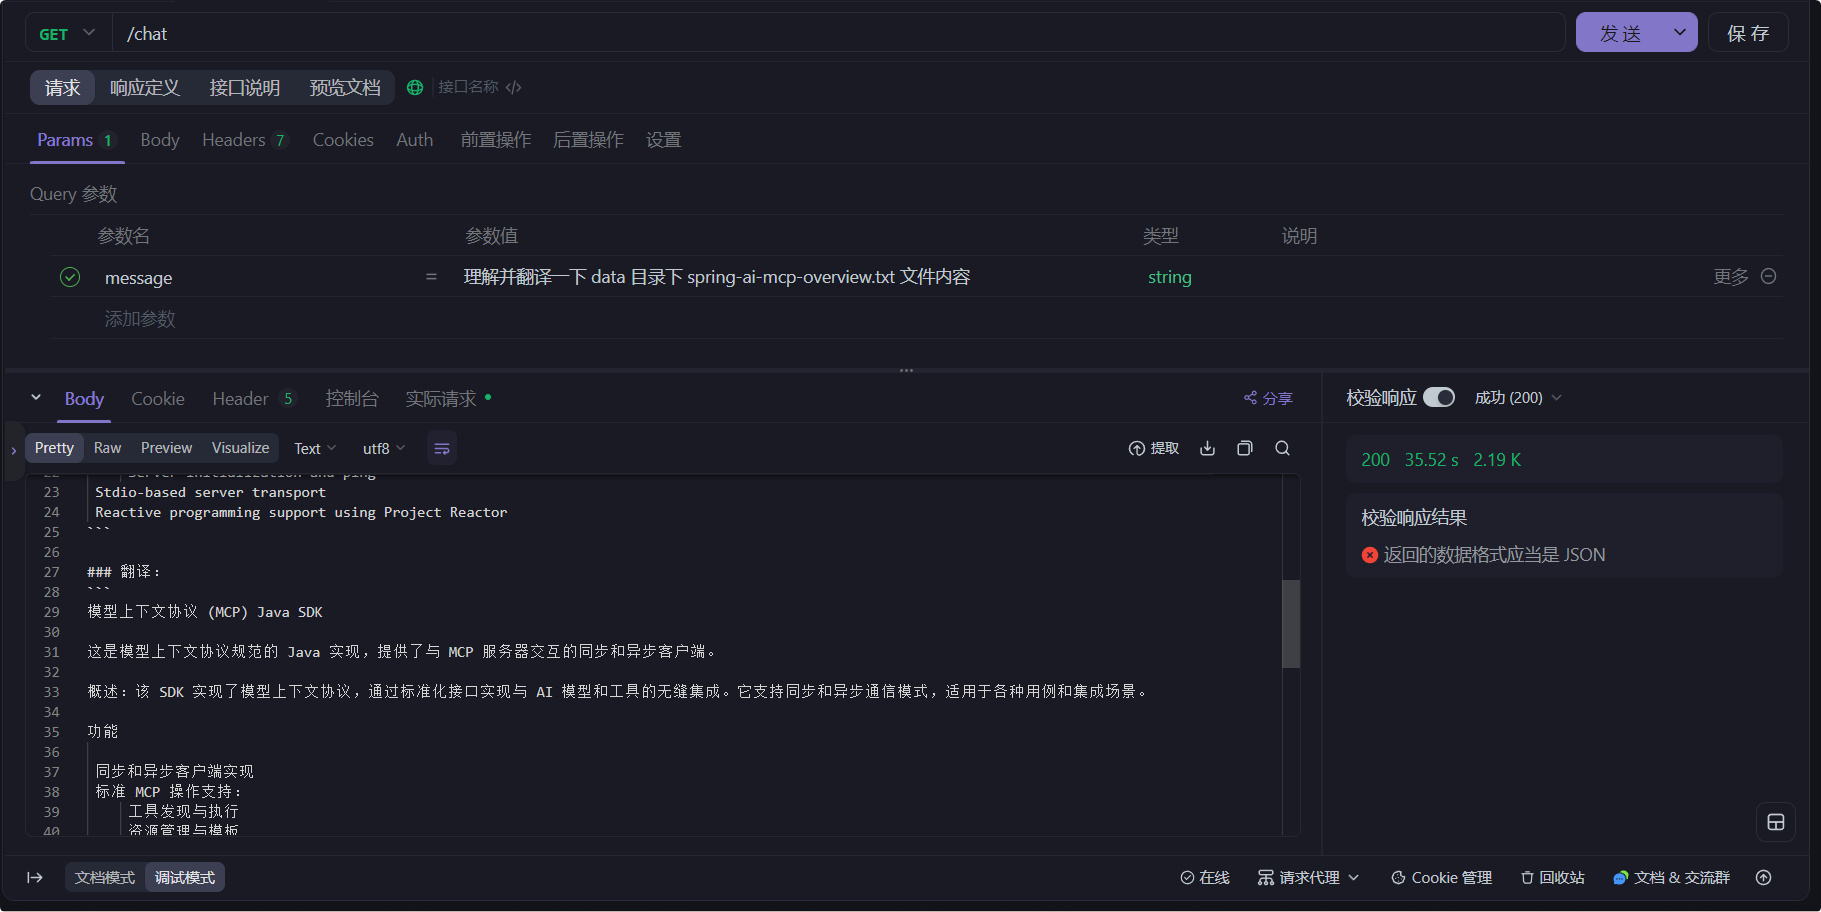 GET /chat 发送 保存
请求 响应定义 接口说明 预览文档 接口名称
Params 1 Body Headers 7 Cookies Auth 前置操作 后置操作 设置
Query 参数
参数名 参数值 类型 说明
message = 理解并翻译一下 data 目录下 spring-ai-mcp-overview.txt 文件内容 string 更多
添加参数
Body Cookie Header 5 控制台 实际请求 分享
Pretty Raw Preview Visualize Text utf8 提取
22 Server initialization and ping
23 Stdio-based server transport
24 Reactive programming support using Project Reactor
25 ```
26
27 ### 翻译：
28 ```
29 模型上下文协议 (MCP) Java SDK
30
31 这是模型上下文协议规范的 Java 实现，提供了与 MCP 服务器交互的同步和异步客户端。
32
33 概述：该 SDK 实现了模型上下文协议，通过标准化接口实现与 AI 模型和工具的无缝集成。它支持同步和异步通信模式，适用于各种用例和集成场景。
34
35 功能
36
37 同步和异步客户端实现
38 标准 MCP 操作支持：
39 工具发现与执行
40 资源管理与模板
校验响应 成功 (200)
200 35.52 s 2.19 K
校验响应结果
返回的数据格式应当是 JSON
文档模式 调试模式 在线 请求代理 Cookie 管理 回收站 文档 & 交流群